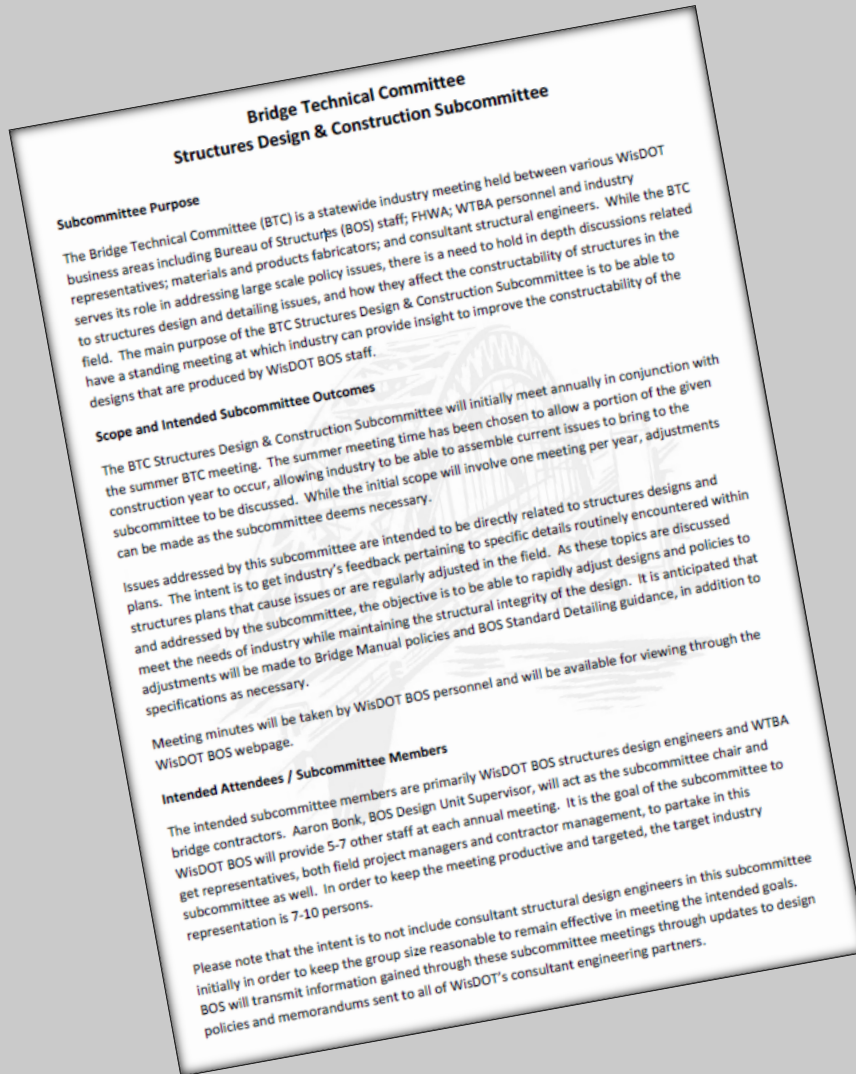 Bridge Technical Committee
Structures Design & Construction Subcommittee
Subcommittee Purpose
The Bridge Technical Committee (BTC) is a statewide industry meeting held between various WisDOT
business areas including Bureau of Structures (BOS) staff; FHWA; WTBA personnel and industry
representatives; materials and products fabricators; and consultant structural engineers.  While the BTC
serves its role in addressing large scale policy issues, there is a need to hold in depth discussions related
to structures design and detailing issues, and how they affect the constructability of structures in the
field.  The main purpose of the BTC Structures Design & Construction Subcommittee is to be able to
have a standing meeting at which industry can provide insight to improve the constructability of the
designs that are produced by WisDOT BOS staff.
Scope and Intended Subcommittee Outcomes
The BTC Structures Design & Construction Subcommittee will initially meet annually in conjunction with
the summer BTC meeting.  The summer meeting time has been chosen to allow a portion of the given
construction year to occur, allowing industry to be able to assemble current issues to bring to the
subcommittee to be discussed.  While the initial scope will involve one meeting per year, adjustments
can be made as the subcommittee deems necessary.
Issues addressed by this subcommittee are intended to be directly related to structures designs and
plans.  The intent is to get industry's feedback pertaining to specific details routinely encountered within
structures plans that cause issues or are regularly adjusted in the field.  As these topics are discussed
and addressed by the subcommittee, the objective is to be able to rapidly adjust designs and policies to
meet the needs of industry while maintaining the structural integrity of the design.  It is anticipated that
adjustments will be made to Bridge Manual policies and BOS Standard Detailing guidance, in addition to
specifications as necessary.
Meeting minutes will be taken by WisDOT BOS personnel and will be available for viewing through the
WisDOT BOS webpage.
Intended Attendees / Subcommittee Members
The intended subcommittee members are primarily WisDOT BOS structures design engineers and WTBA
bridge contractors.  Aaron Bonk, BOS Design Unit Supervisor, will act as the subcommittee chair and
WisDOT BOS will provide 5-7 other staff at each annual meeting.  It is the goal of the subcommittee to
get representatives, both field project managers and contractor management, to partake in this
subcommittee as well.  In order to keep the meeting productive and targeted, the target industry
representation is 7-10 persons.
Please note that the intent is to not include consultant structural design engineers in this subcommittee
initially in order to keep the group size reasonable to remain effective in meeting the intended goals.
BOS will transmit information gained through these subcommittee meetings through updates to design
policies and memorandums sent to all of WisDOT's consultant engineering partners.